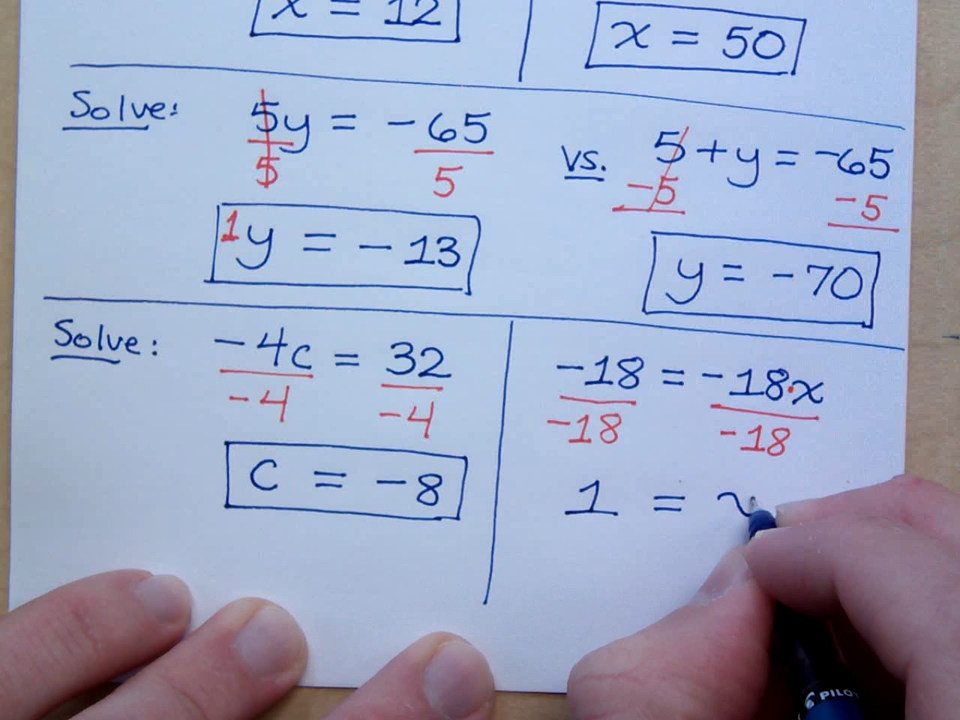 x = 12
x = 50
Solve: 5y = -65
5 5
1y = -13
vs. 5 + y = -65
-5 -5
y = -70
Solve: -4c = 32
-4 -4
c = -8
-18 = -18·x
-18 -18
1 =
PILOT